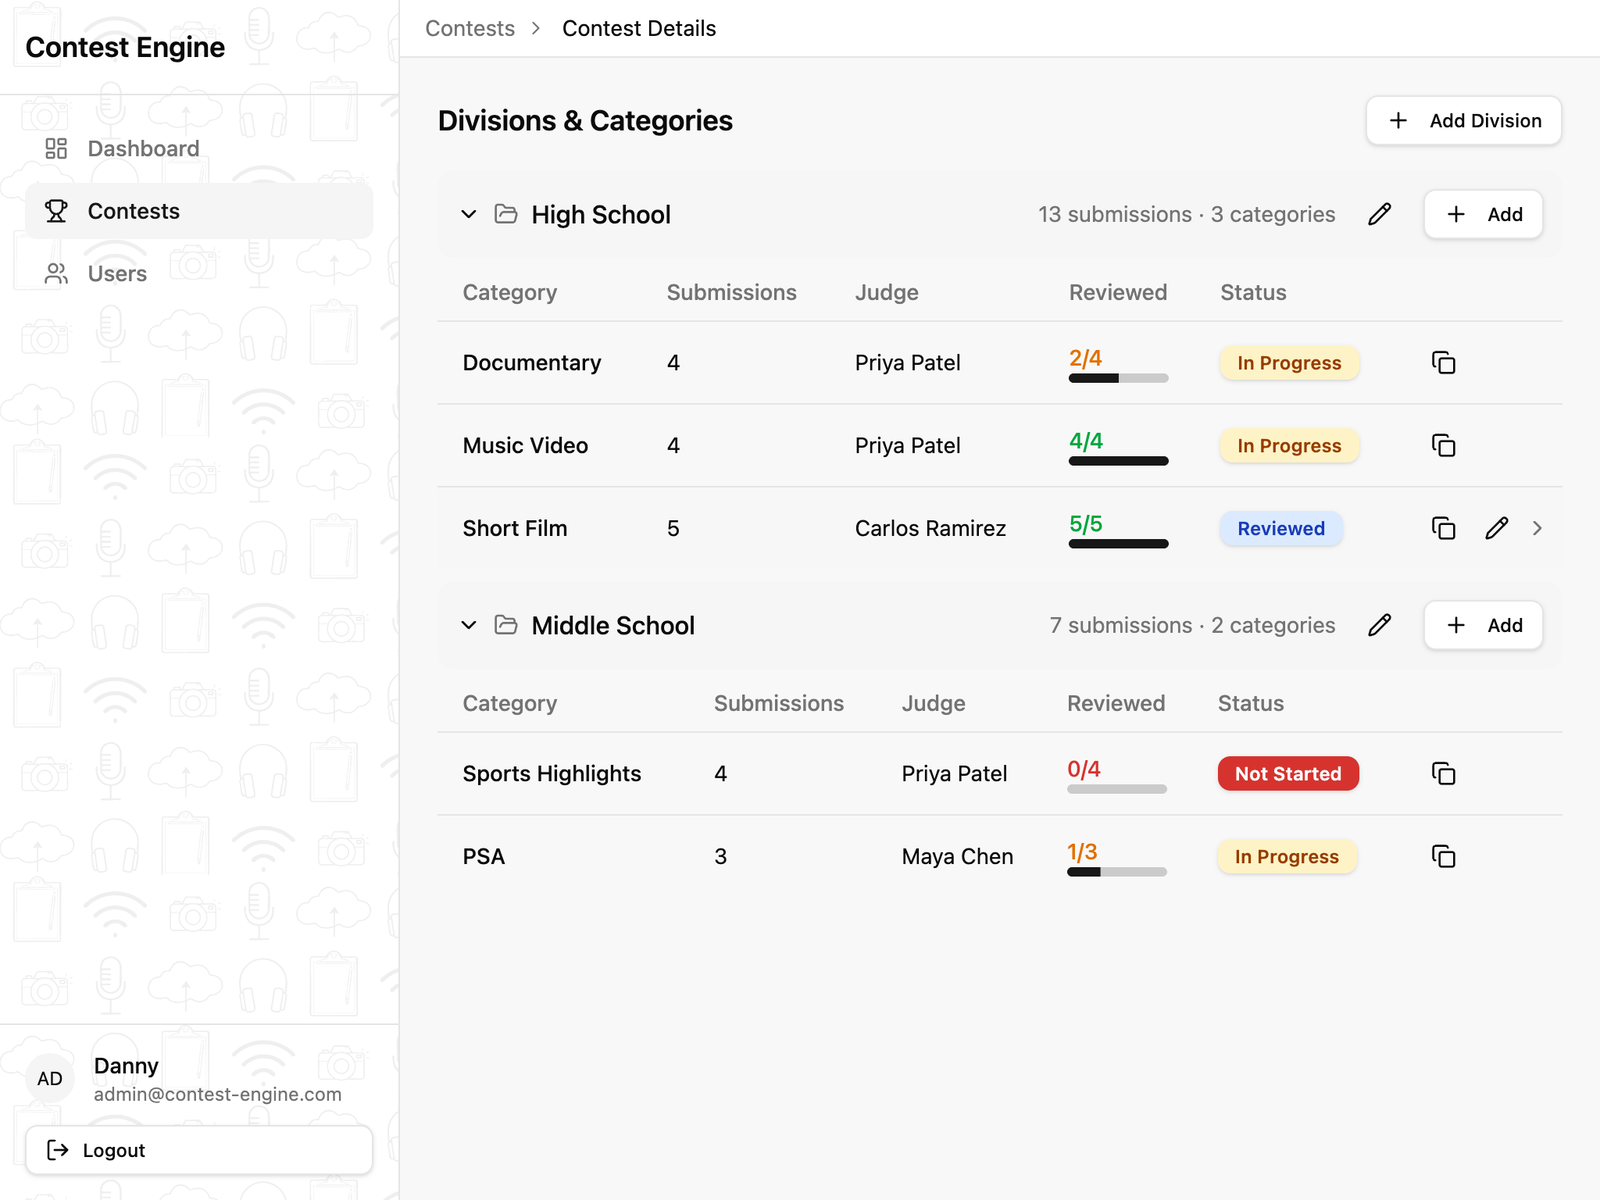 Contest Engine
Dashboard
Contests
Users
AD
Danny
admin@contest-engine.com
Logout
Contests > Contest Details
Divisions & Categories
+ Add Division
High School
13 submissions · 3 categories
+ Add
Category Submissions Judge Reviewed Status
Documentary 4 Priya Patel 2/4 In Progress
Music Video 4 Priya Patel 4/4 In Progress
Short Film 5 Carlos Ramirez 5/5 Reviewed
Middle School
7 submissions · 2 categories
+ Add
Category Submissions Judge Reviewed Status
Sports Highlights 4 Priya Patel 0/4 Not Started
PSA 3 Maya Chen 1/3 In Progress